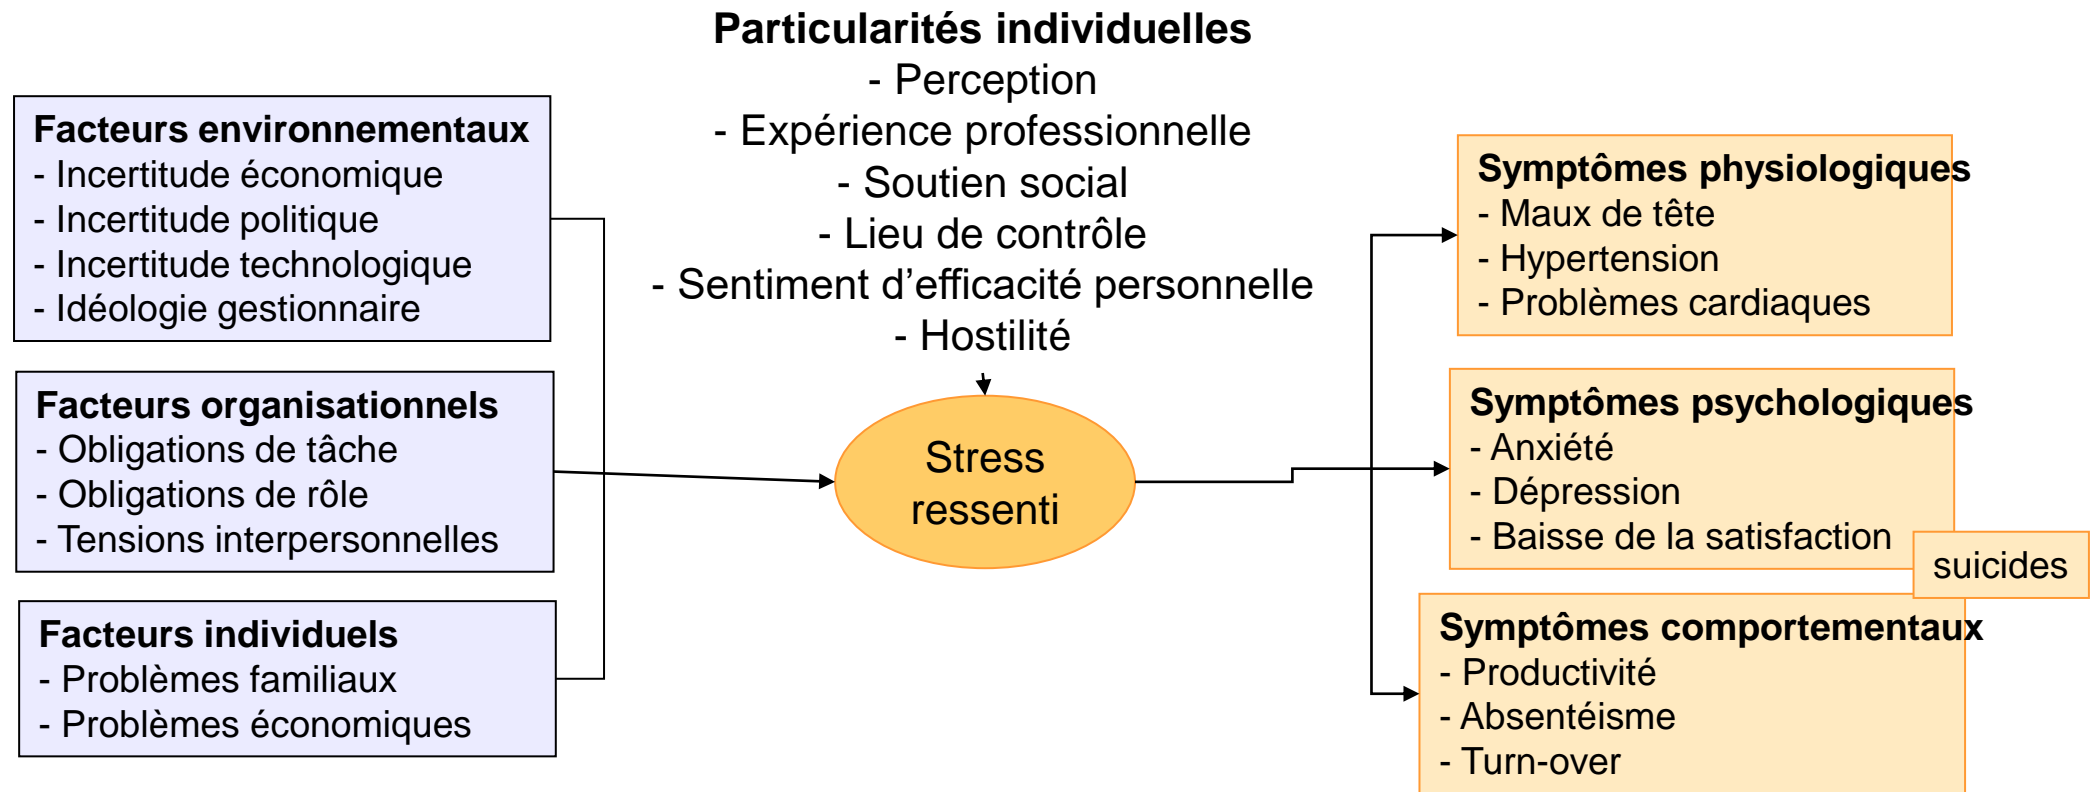 Particularités individuelles
- Perception
- Expérience professionnelle
- Soutien social
- Lieu de contrôle
- Sentiment d’efficacité personnelle
- Hostilité
Facteurs environnementaux
- Incertitude économique
- Incertitude politique
- Incertitude technologique
- Idéologie gestionnaire
Facteurs organisationnels
- Obligations de tâche
- Obligations de rôle
- Tensions interpersonnelles
Facteurs individuels
- Problèmes familiaux
- Problèmes économiques
Stress
ressenti
Symptômes physiologiques
- Maux de tête
- Hypertension
- Problèmes cardiaques
Symptômes psychologiques
- Anxiété
- Dépression
- Baisse de la satisfaction
suicides
Symptômes comportementaux
- Productivité
- Absentéisme
- Turn-over